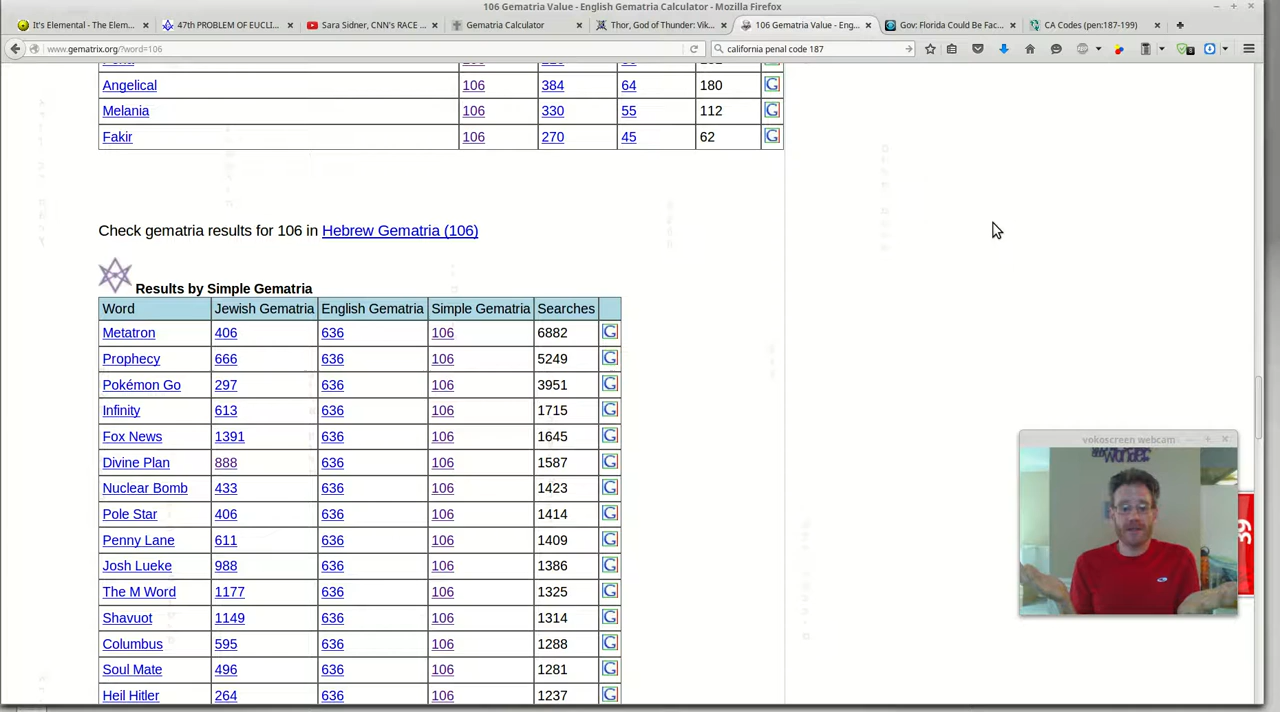 106 Gematria Value - English Gematria Calculator - Mozilla Firefox
It's Elemental - The Elem...
47TH PROBLEM OF EUCLI...
Sara Sidner, CNN's RACE ...
Gematria Calculator
Thor, God of Thunder: Vik...
106 Gematria Value - Eng...
Gov: Florida Could Be Fac...
CA Codes (pen:187-199)
www.gematrix.org/?word=106
california penal code 187
Angelical 106 384 64 180
Melania 106 330 55 112
Fakir 106 270 45 62
Check gematria results for 106 in Hebrew Gematria (106)
Results by Simple Gematria
Word Jewish Gematria English Gematria Simple Gematria Searches
Metatron 406 636 106 6882
Prophecy 666 636 106 5249
Pokémon Go 297 636 106 3951
Infinity 613 636 106 1715
Fox News 1391 636 106 1645
Divine Plan 888 636 106 1587
Nuclear Bomb 433 636 106 1423
Pole Star 406 636 106 1414
Penny Lane 611 636 106 1409
Josh Lueke 988 636 106 1386
The M Word 1177 636 106 1325
Shavuot 1149 636 106 1314
Columbus 595 636 106 1288
Soul Mate 496 636 106 1281
Heil Hitler 264 636 106 1237
vokoscreen webcam
wonder
39